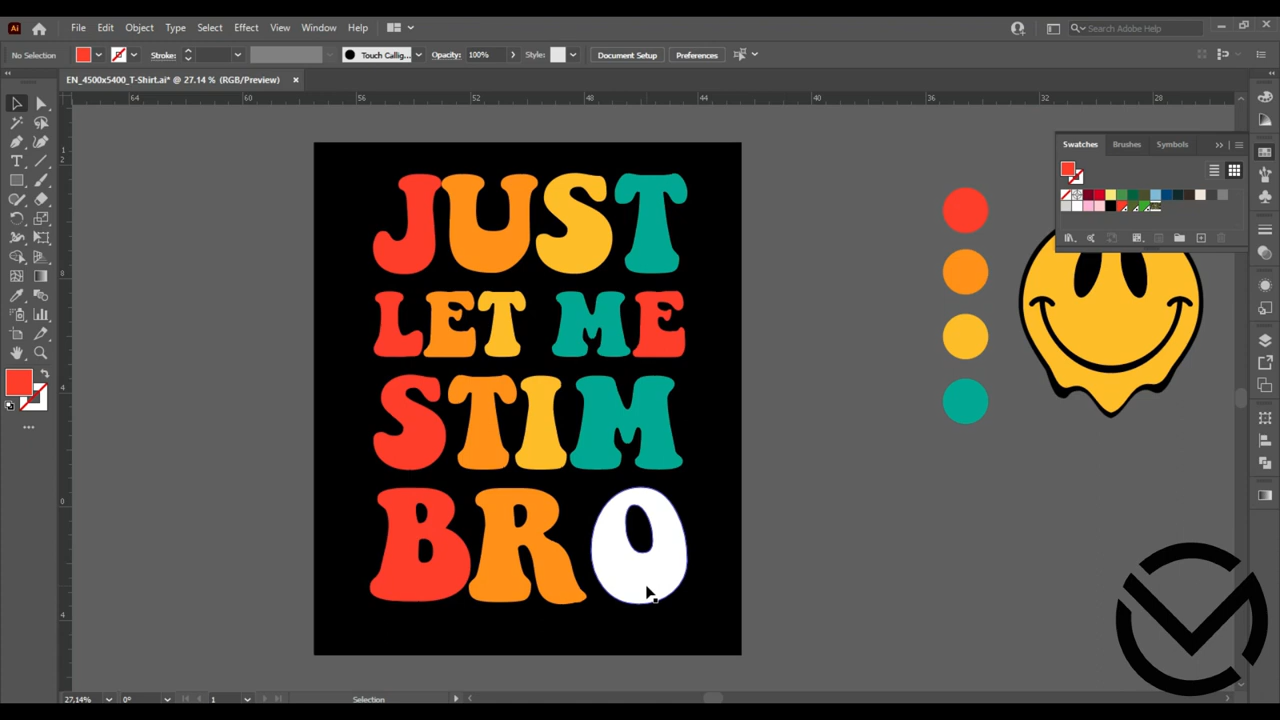 Ai
File Edit Object Type Select Effect View Window Help
Search Adobe Help
No Selection
Stroke:
Touch Callig...
Opacity: 100%
Style:
Document Setup
Preferences
EN_4500x5400_T-Shirt.ai* @ 27.14 % (RGB/Preview)
64 60 56 52 48 44 40 36 32 28
Swatches Brushes Symbols
JUST
LET ME
STIM
BRO
27,14%
0°
1
Selection